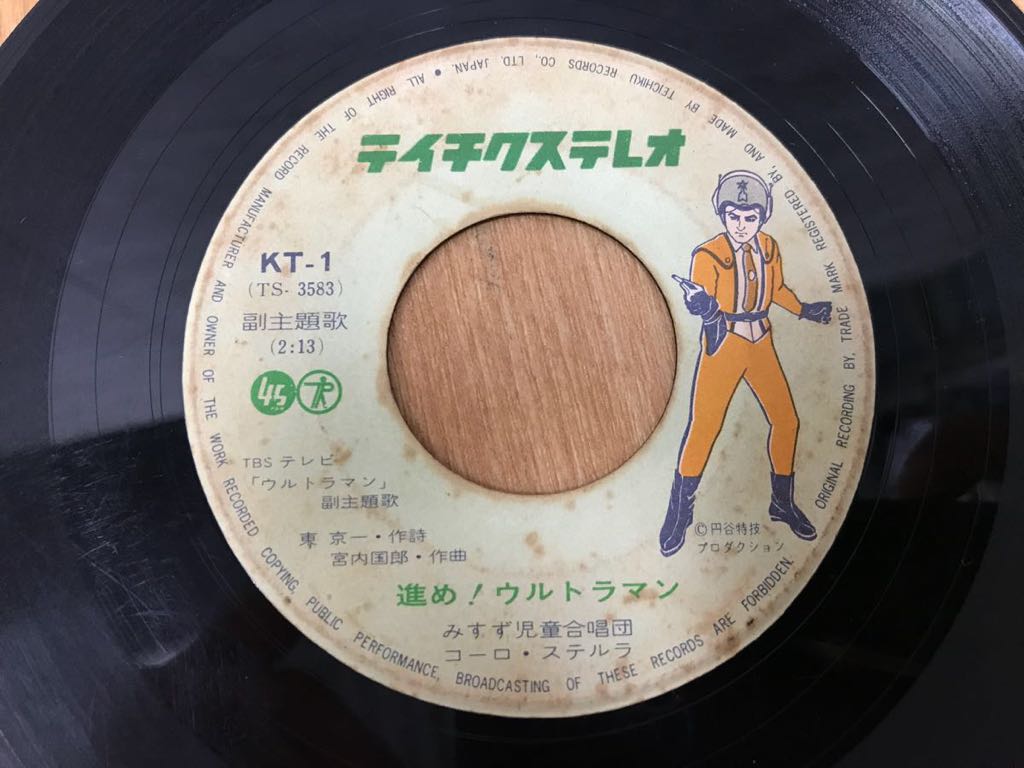 テイチクステレオ
KT-1
(TS- 3583)
副主題歌
(2:13)
45
TBS テレビ
「ウルトラマン」
副主題歌
東 京一・作詩
宮内国郎・作曲
進め!ウルトラマン
みすず児童合唱団
コーロ・ステルラ
©円谷特技
プロダクション
MADE BY TEICHIKU RECORDS CO., LTD. JAPAN. • ALL RIGHT OF THE RECORD MANUFACTURER AND OWNER OF THE WORK RECORDED COPYING, PUBLIC PERFORMANCE, BROADCASTING OF THESE RECORDS ARE FORBIDDEN.
ORIGINAL RECORDING BY, TRADE MARK REGISTERED BY, AND